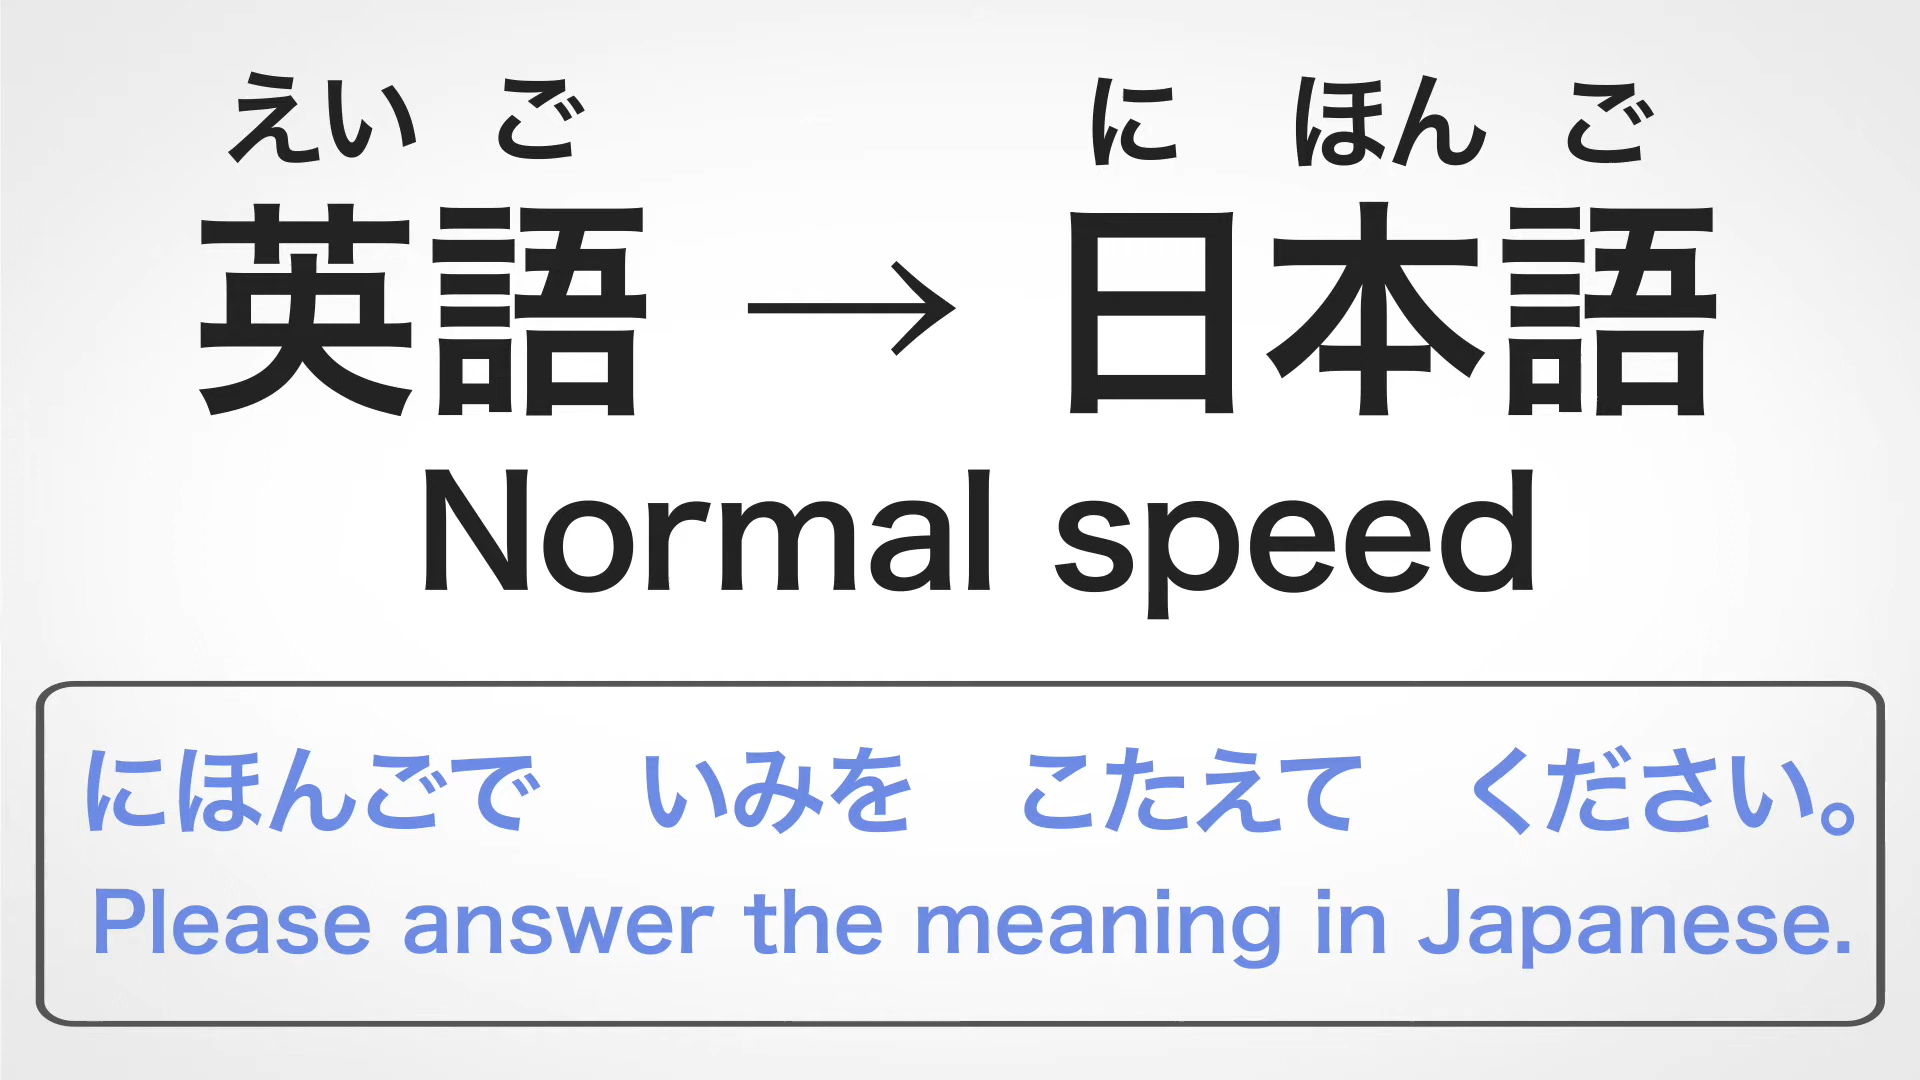 えい ご に ほん ご
英語 → 日本語
Normal speed
にほんごで いみを こたえて ください。
Please answer the meaning in Japanese.